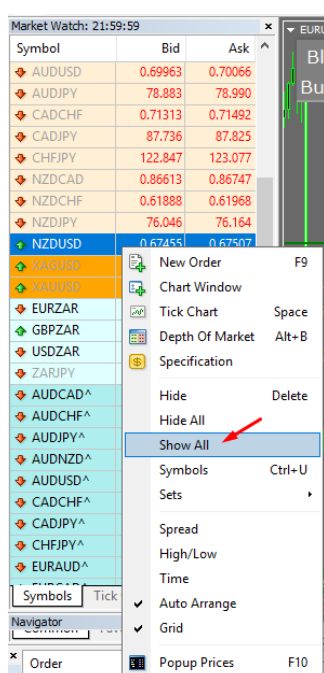 Market Watch: 21:59:59
EURU
Symbol Bid Ask
AUDUSD 0.69963 0.70066
AUDJPY 78.883 78.990
CADCHF 0.71313 0.71492
CADJPY 87.736 87.825
CHFJPY 122.847 123.077
NZDCAD 0.86613 0.86747
NZDCHF 0.61888 0.61968
NZDJPY 76.046 76.164
NZDUSD 0.67455 0.67507
XAGUSD
XAUUSD
EURZAR
GBPZAR
USDZAR
ZARJPY
AUDCAD^
AUDCHF^
AUDJPY^
AUDNZD^
AUDUSD^
CADCHF^
CADJPY^
CHFJPY^
EURAUD^
Symbols Tick
Navigator
Common
Order
New Order F9
Chart Window
Tick Chart Space
Depth Of Market Alt+B
Specification
Hide Delete
Hide All
Show All
Symbols Ctrl+U
Sets
Spread
High/Low
Time
Auto Arrange
Grid
Popup Prices F10